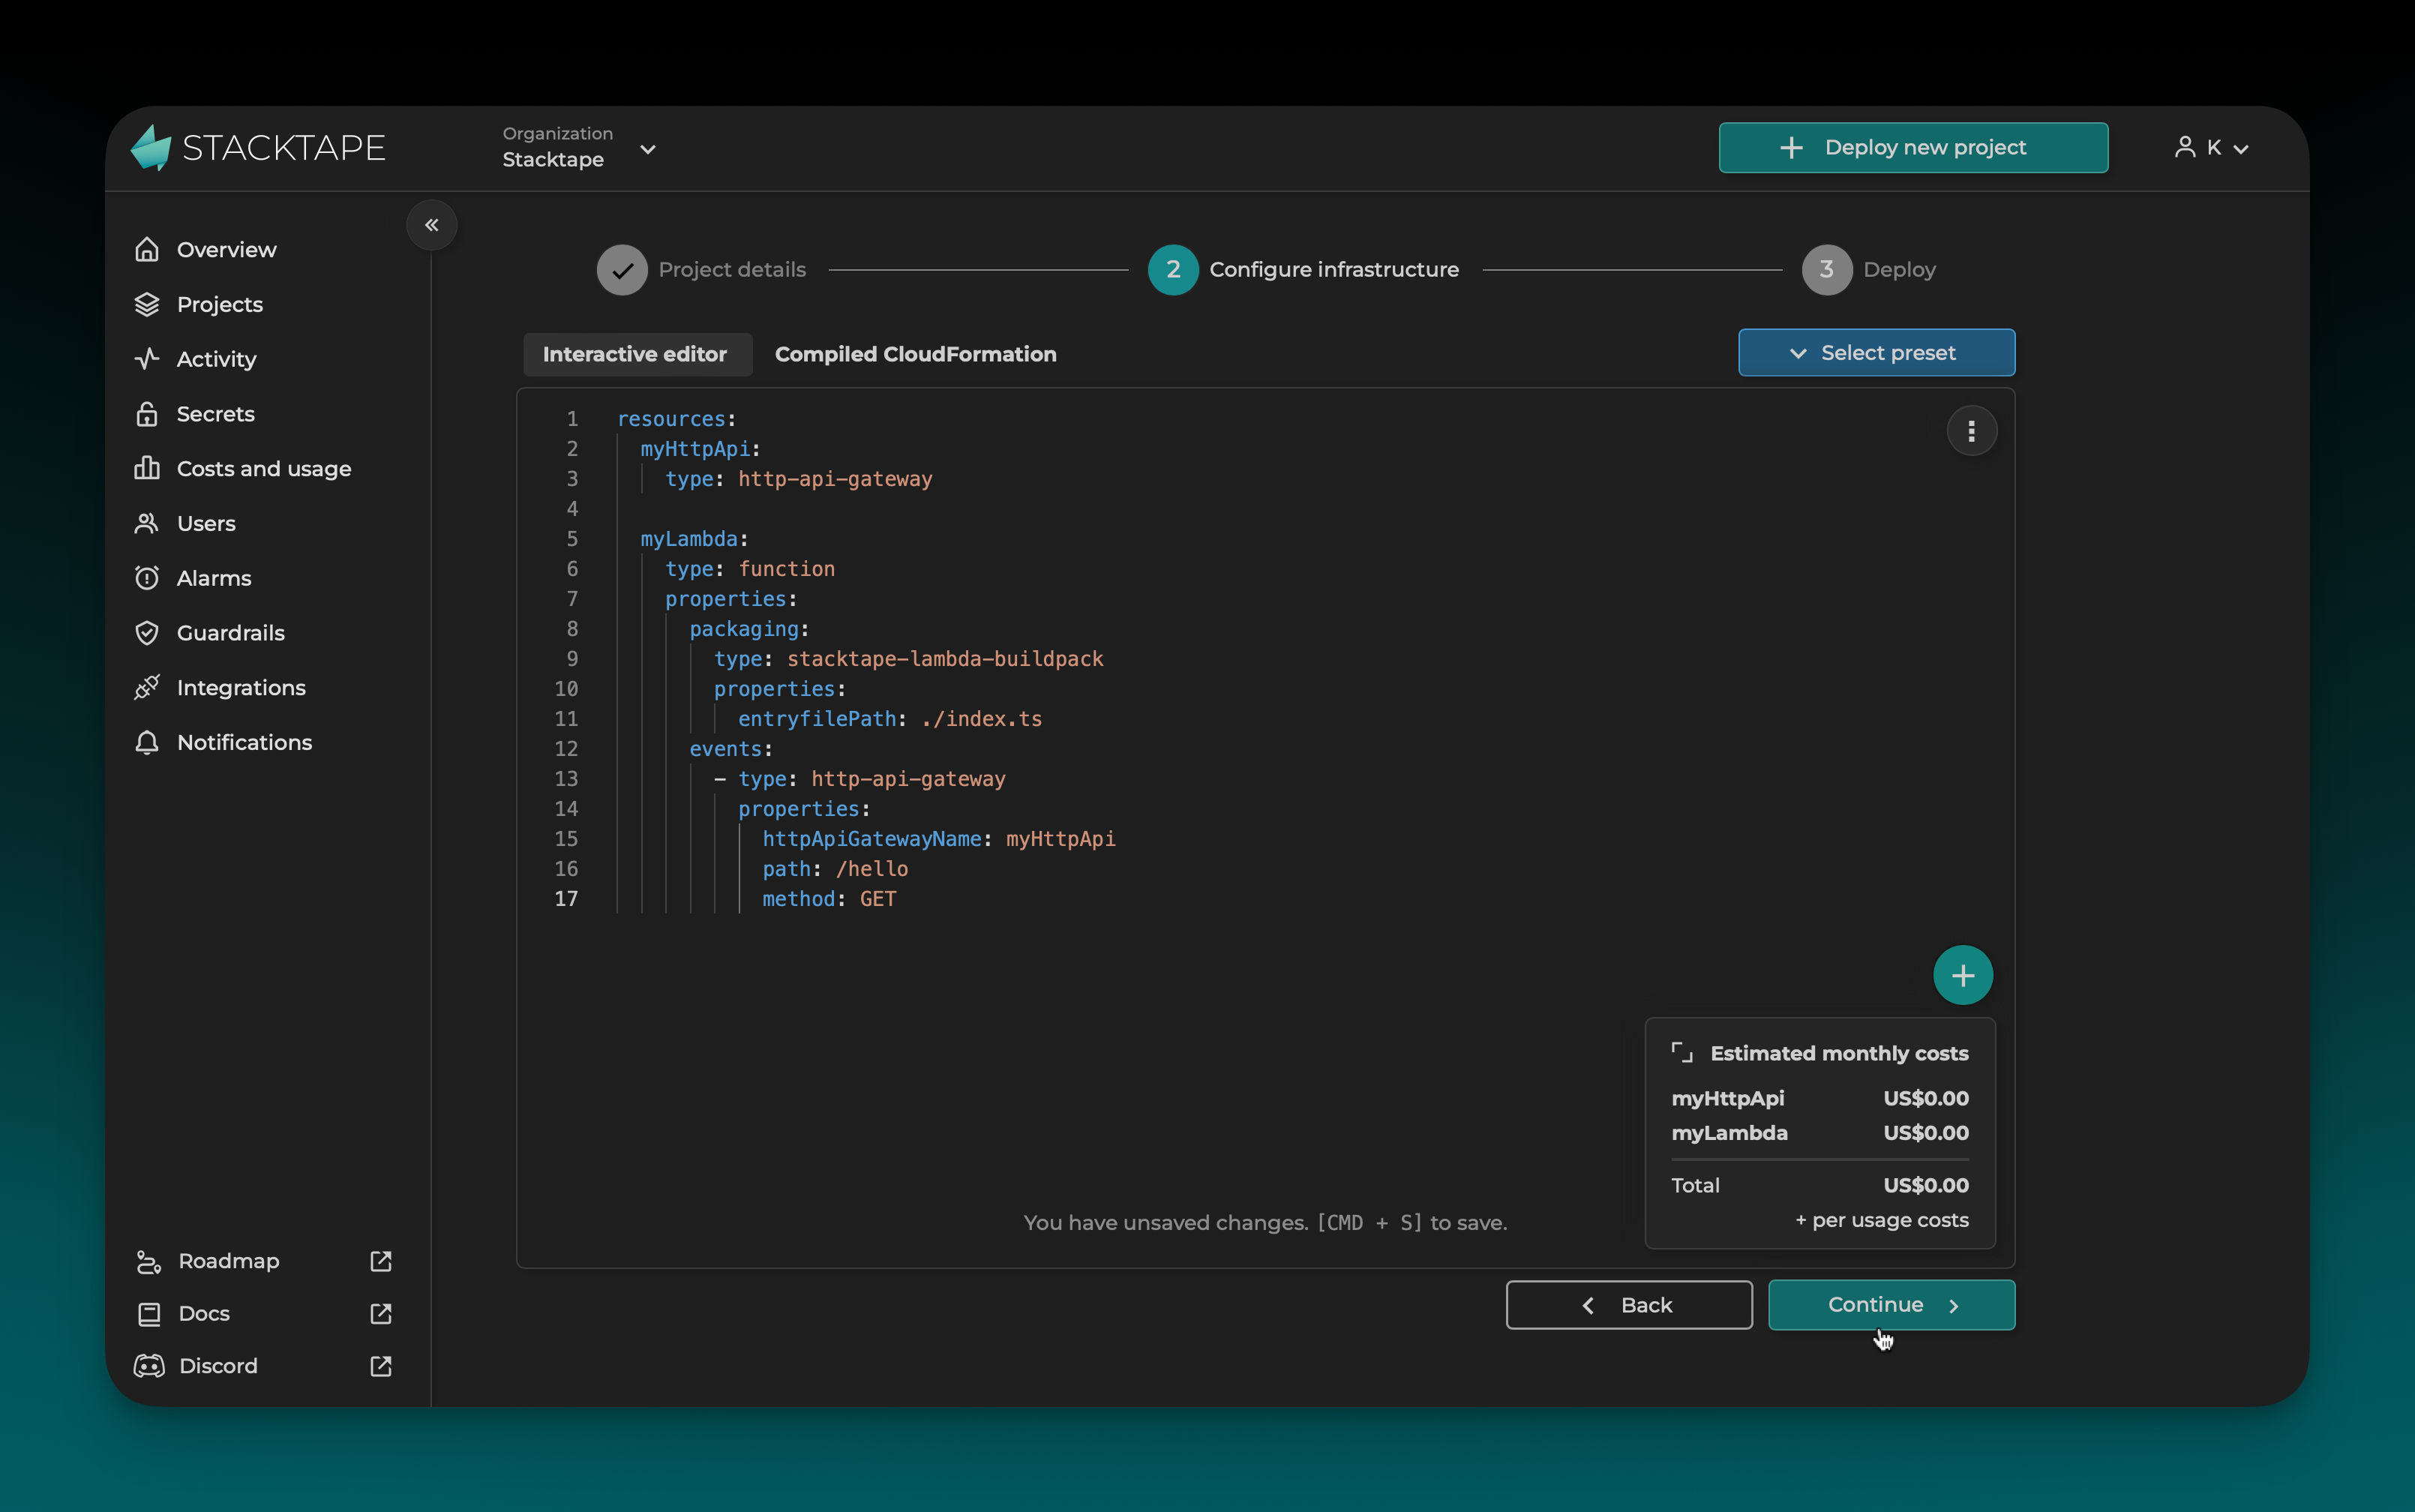 STACKTAPE
Organization
Stacktape
Deploy new project
K
Overview
Projects
Activity
Secrets
Costs and usage
Users
Alarms
Guardrails
Integrations
Notifications
Roadmap
Docs
Discord
Project details
2 Configure infrastructure
3 Deploy
Interactive editor
Compiled CloudFormation
Select preset
1 resources:
2 myHttpApi:
3 type: http-api-gateway
4
5 myLambda:
6 type: function
7 properties:
8 packaging:
9 type: stacktape-lambda-buildpack
10 properties:
11 entryfilePath: ./index.ts
12 events:
13 - type: http-api-gateway
14 properties:
15 httpApiGatewayName: myHttpApi
16 path: /hello
17 method: GET
Estimated monthly costs
myHttpApi US$0.00
myLambda US$0.00
Total US$0.00
+ per usage costs
You have unsaved changes. [CMD + S] to save.
Back
Continue